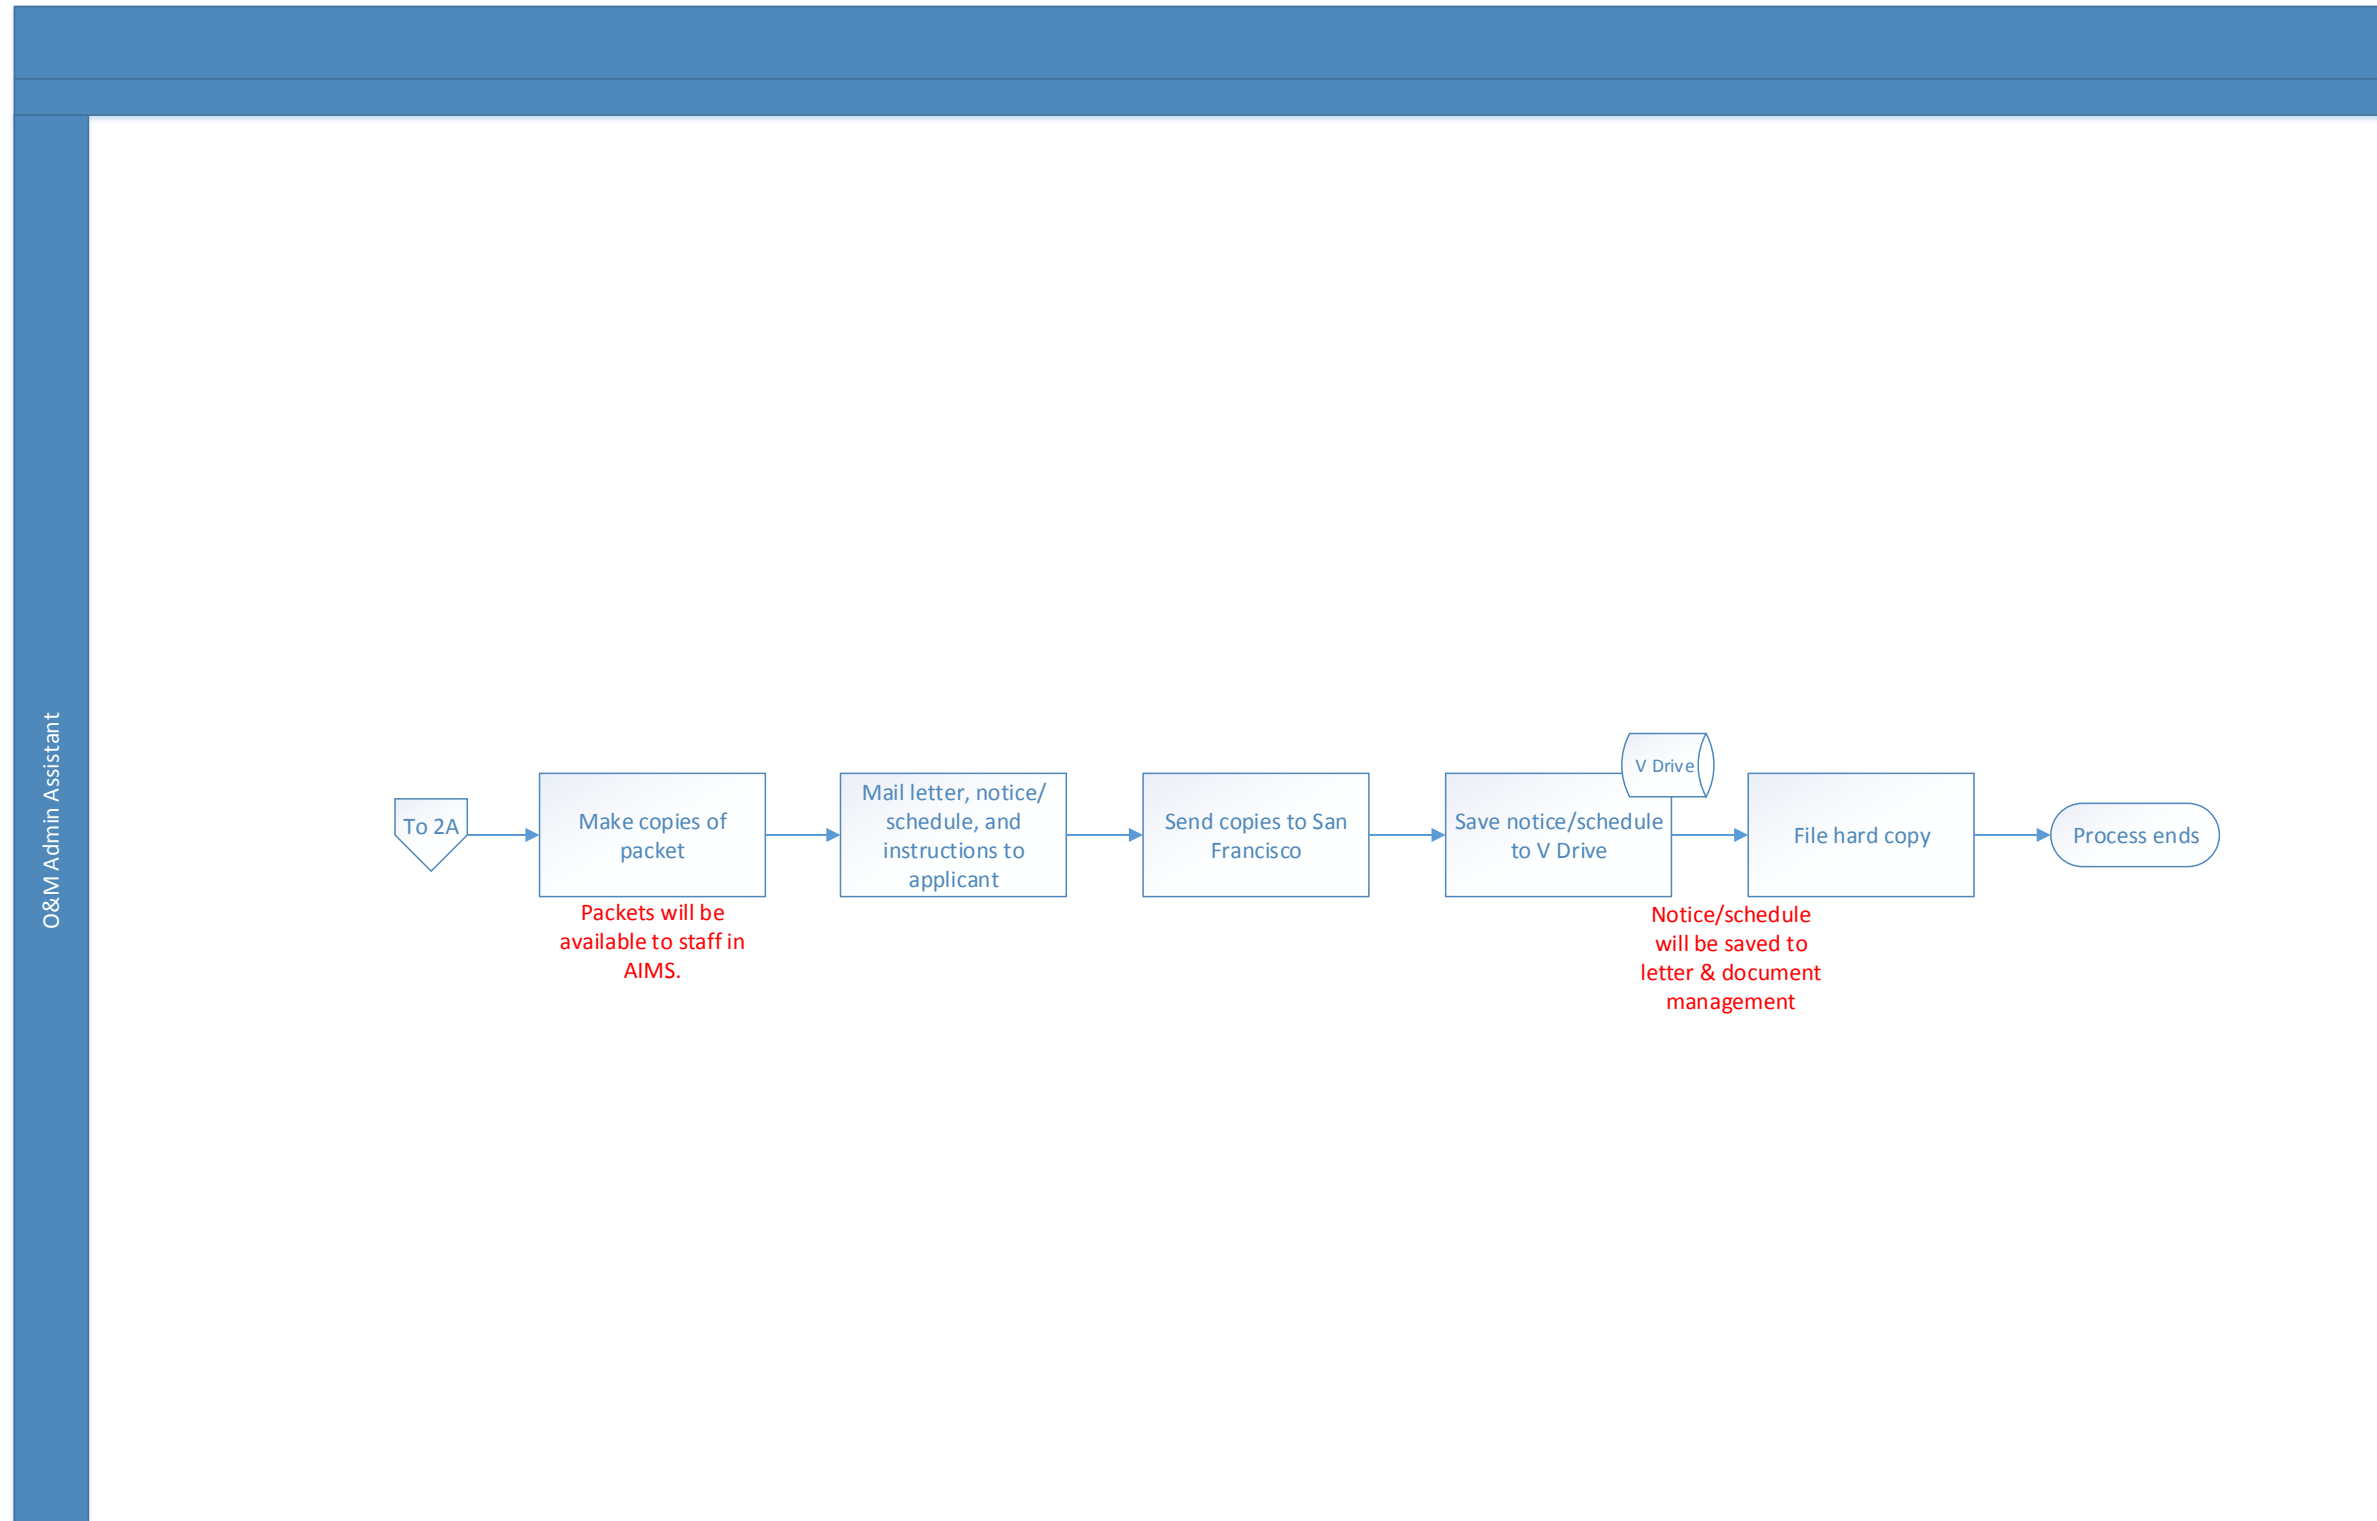 O&M Admin Assistant
To 2A
Make copies of
packet
Packets will be
available to staff in
AIMS.
Mail letter, notice/
schedule, and
instructions to
applicant
Send copies to San
Francisco
V Drive
Save notice/schedule
to V Drive
Notice/schedule
will be saved to
letter & document
management
File hard copy
Process ends